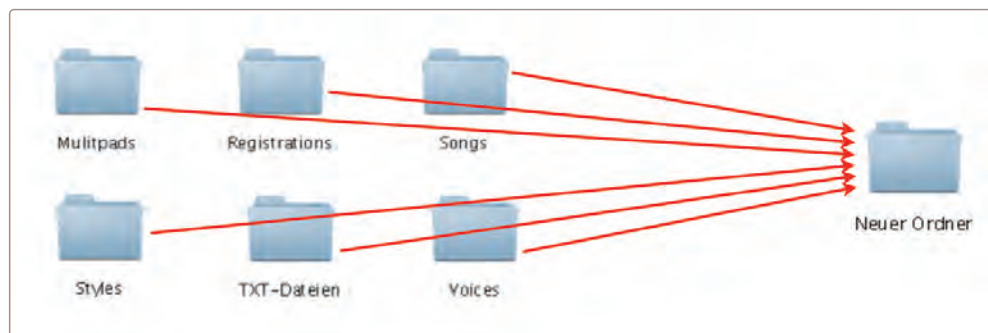 Mulitpads
Registrations
Songs
Neuer Ordner
Styles
TXT-Dateien
Voices